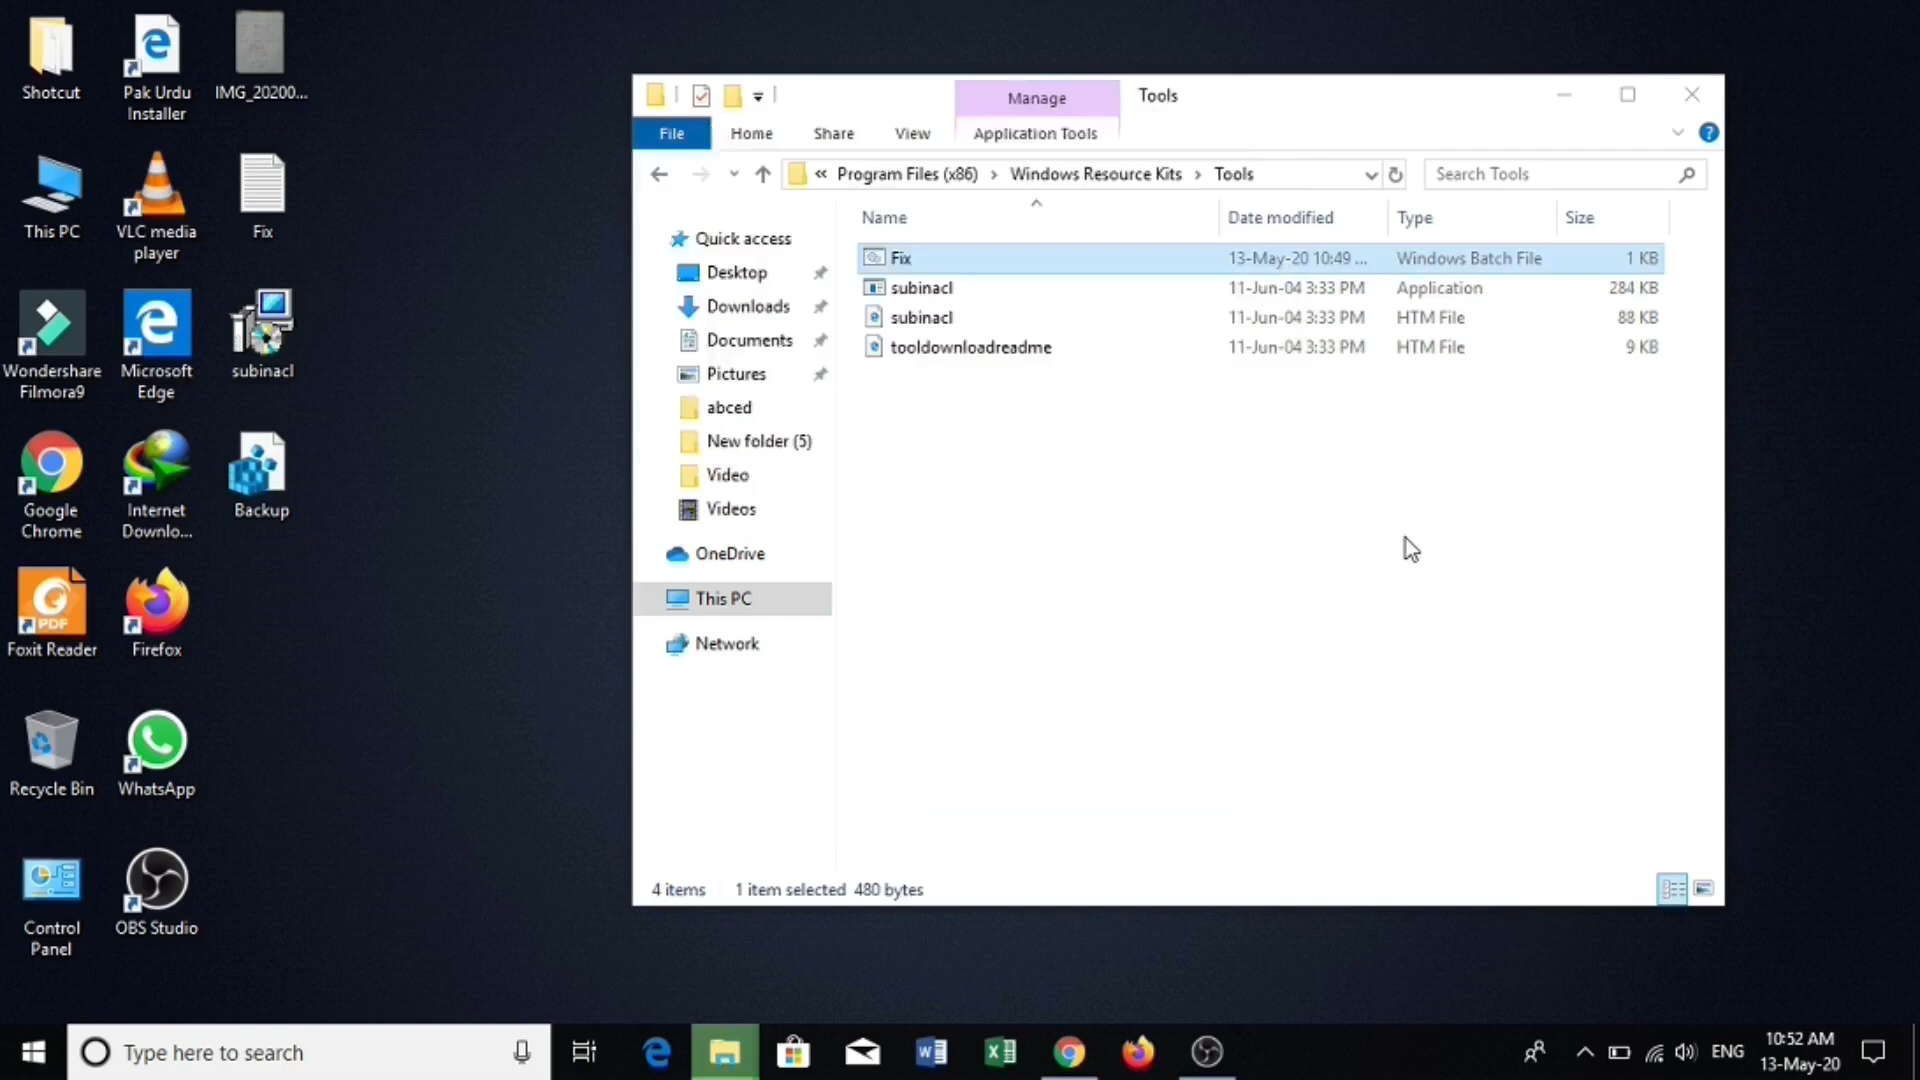 Shotcut
Pak Urdu
Installer
IMG_20200...
This PC
VLC media
player
Fix
Wondershare
Filmora9
Microsoft
Edge
subinacl
Google
Chrome
Internet
Downlo...
Backup
PDF
Foxit Reader
Firefox
Recycle Bin
WhatsApp
Control
Panel
OBS Studio
Manage
Tools
File
Home
Share
View
Application Tools
?
« Program Files (x86) > Windows Resource Kits > Tools
Search Tools
Name
Date modified
Type
Size
Fix 13-May-20 10:49 ... Windows Batch File 1 KB
subinacl 11-Jun-04 3:33 PM Application 284 KB
subinacl 11-Jun-04 3:33 PM HTM File 88 KB
tooldownloadreadme 11-Jun-04 3:33 PM HTM File 9 KB
Quick access
Desktop
Downloads
Documents
Pictures
abced
New folder (5)
Video
Videos
OneDrive
This PC
Network
4 items 1 item selected 480 bytes
Type here to search
ENG
10:52 AM
13-May-20